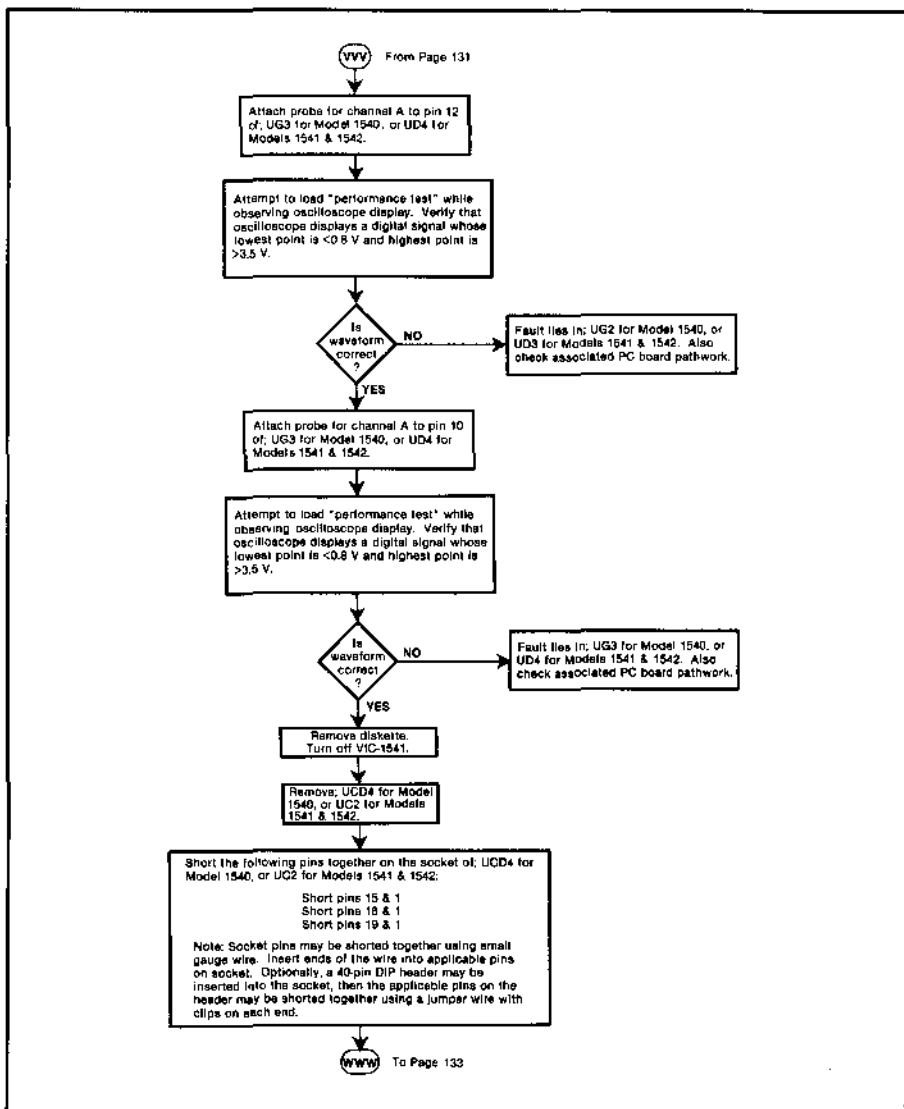 VVV From Page 131
Attach probe for channel A to pin 12
of; UG3 for Model 1540, or UD4 for
Models 1541 & 1542.
Attempt to load "performance test" while
observing oscilloscope display. Verify that
oscilloscope displays a digital signal whose
lowest point is <0.8 V and highest point is
>3.5 V.
Is
waveform
correct
?
NO
Fault lies in; UG2 for Model 1540, or
UD3 for Models 1541 & 1542. Also
check associated PC board pathwork.
YES
Attach probe for channel A to pin 10
of; UG3 for Model 1540, or UD4 for
Models 1541 & 1542.
Attempt to load "performance test" while
observing oscilloscope display. Verify that
oscilloscope displays a digital signal whose
lowest point is <0.8 V and highest point is
>3.5 V.
Is
waveform
correct
?
NO
Fault lies in; UG3 for Model 1540, or
UD4 for Models 1541 & 1542. Also
check associated PC board pathwork.
YES
Remove diskette.
Turn off VIC-1541.
Remove; UCD4 for Model
1540, or UC2 for Models
1541 & 1542.
Short the following pins together on the socket of; UCD4 for
Model 1540, or UC2 for Models 1541 & 1542;
Short pins 15 & 1
Short pins 18 & 1
Short pins 19 & 1
Note: Socket pins may be shorted together using small
gauge wire. Insert ends of the wire into applicable pins
on socket. Optionally, a 40-pin DIP header may be
inserted into the socket, then the applicable pins on the
header may be shorted together using a jumper wire with
clips on each end.
WWW To Page 133